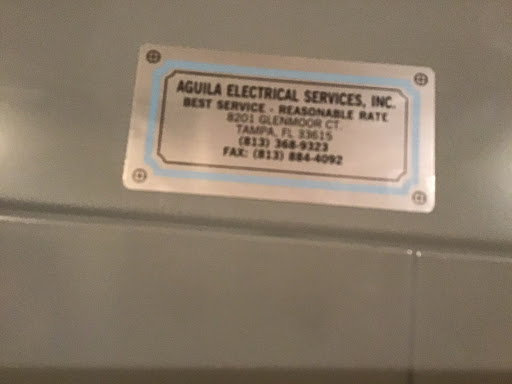 AGUILA ELECTRICAL SERVICES, INC.
BEST SERVICE - REASONABLE RATE
8201 GLENMOOR CT.
TAMPA, FL 33615
(813) 368-9323
FAX: (813) 884-4092